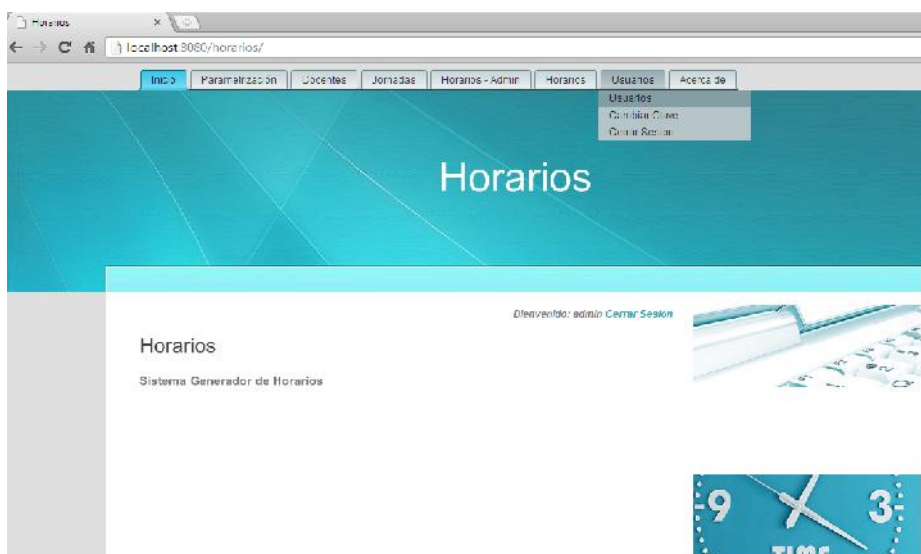 Horarios
localhost:8080/horarios/
Inicio Parametrización Docentes Jornadas Horarios - Admin Horarios Usuarios Acerca de
Usuarios
Cambiar Clave
Cerrar Sesion
Horarios
Bienvenido: admin Cerrar Sesion
Horarios
Sistema Generador de Horarios
9 3
TIME